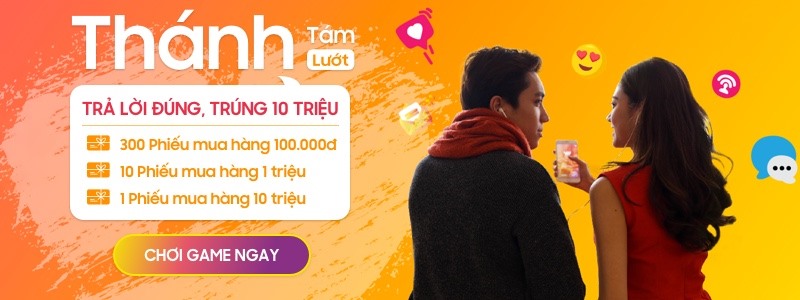 Thánh
Tám
Lướt
TRẢ LỜI ĐÚNG, TRÚNG 10 TRIỆU
300 Phiếu mua hàng 100.000đ
10 Phiếu mua hàng 1 triệu
1 Phiếu mua hàng 10 triệu
CHƠI GAME NGAY